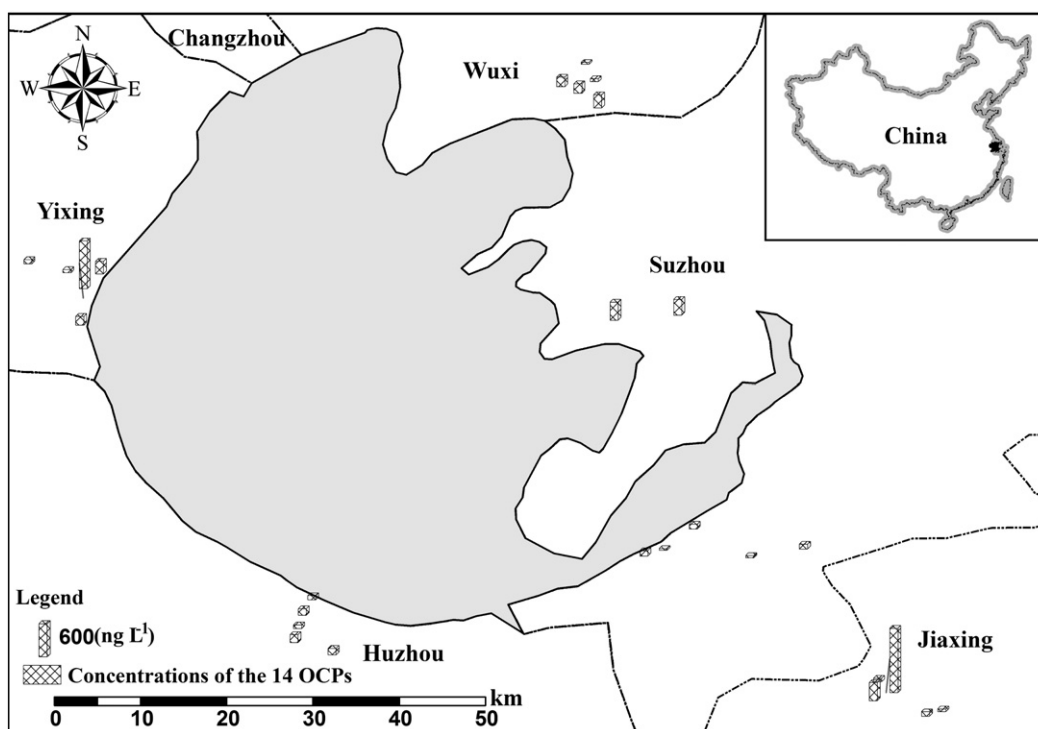 Changzhou
N
W E
S
Wuxi
China
Yixing
Suzhou
Legend
600(ng L¹)
Concentrations of the 14 OCPs
Huzhou
Jiaxing
km
0 10 20 30 40 50